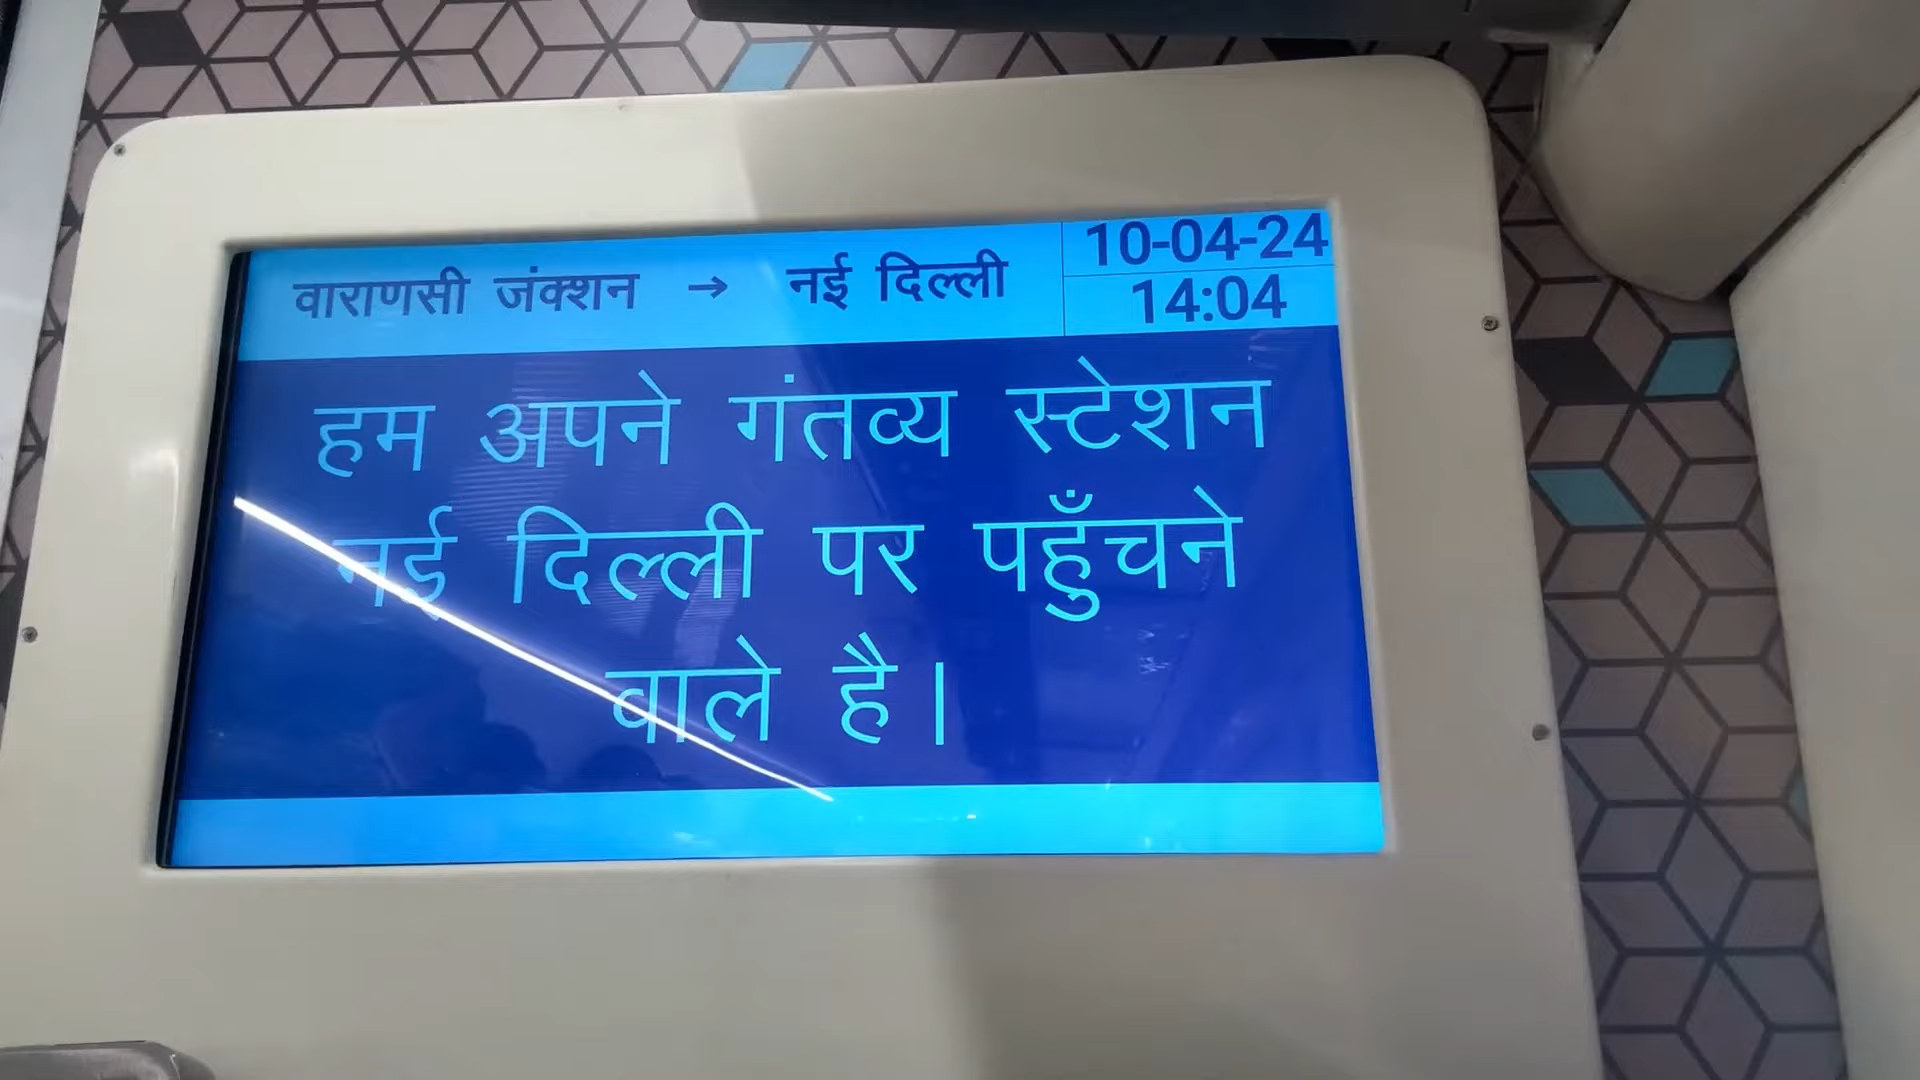 वाराणसी जंक्शन → नई दिल्ली
10-04-24
14:04
हम अपने गंतव्य स्टेशन
नई दिल्ली पर पहुँचने
वाले है।